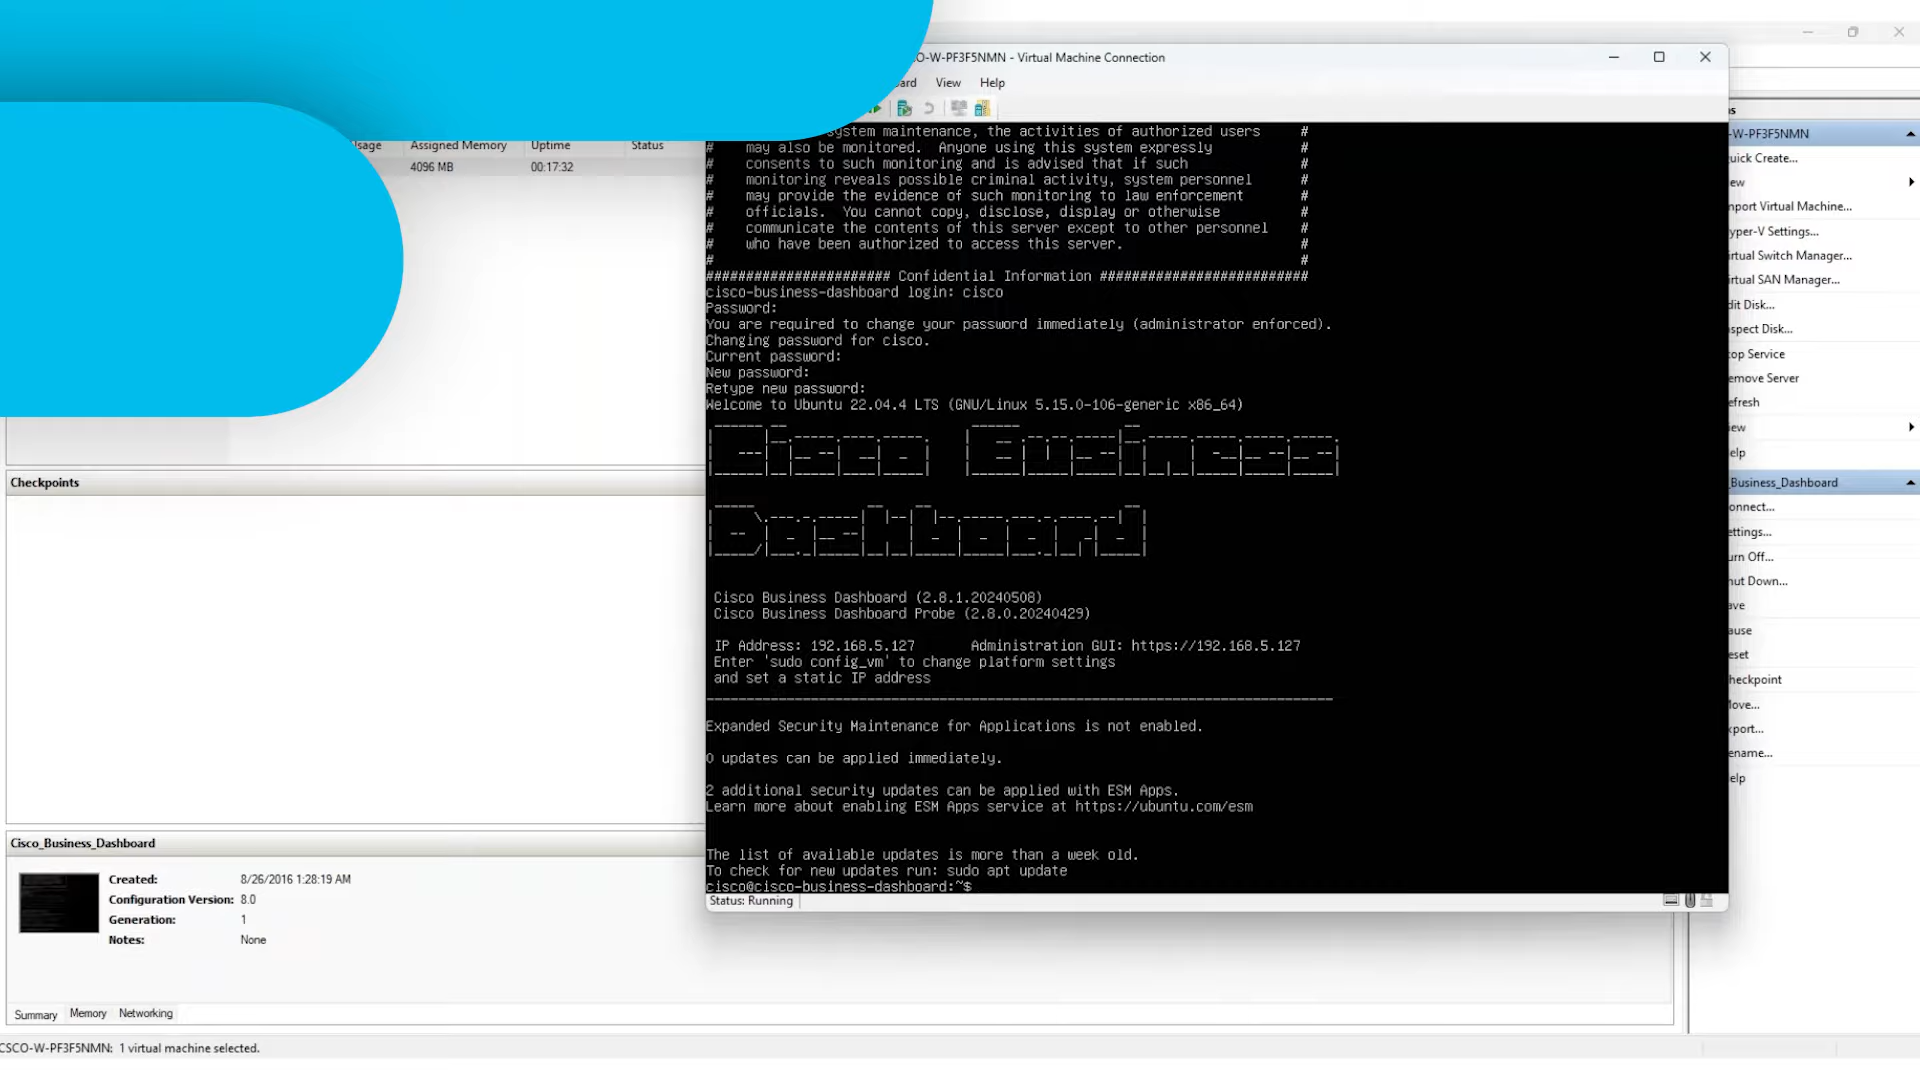 O-W-PF3F5NMN - Virtual Machine Connection
View Help
Assigned Memory Uptime Status
4096 MB 00:17:32
system maintenance, the activities of authorized users #
# may also be monitored. Anyone using this system expressly #
# consents to such monitoring and is advised that if such #
# monitoring reveals possible criminal activity, system personnel #
# may provide the evidence of such monitoring to law enforcement #
# officials. You cannot copy, disclose, display or otherwise #
# communicate the contents of this server except to other personnel #
# who have been authorized to access this server. #
# #
####################### Confidential Information ##########################
cisco-business-dashboard login: cisco
Password:
You are required to change your password immediately (administrator enforced).
Changing password for cisco.
Current password:
New password:
Retype new password:
Welcome to Ubuntu 22.04.4 LTS (GNU/Linux 5.15.0-106-generic x86_64)
Cisco Business
Dashboard
Cisco Business Dashboard (2.8.1.20240508)
Cisco Business Dashboard Probe (2.8.0.20240429)
IP Address: 192.168.5.127 Administration GUI: https://192.168.5.127
Enter 'sudo config_vm' to change platform settings
and set a static IP address
Expanded Security Maintenance for Applications is not enabled.
0 updates can be applied immediately.
2 additional security updates can be applied with ESM Apps.
Learn more about enabling ESM Apps service at https://ubuntu.com/esm
The list of available updates is more than a week old.
To check for new updates run: sudo apt update
cisco@cisco-business-dashboard:~$
Status: Running
-W-PF3F5NMN
uick Create...
ew
mport Virtual Machine...
yper-V Settings...
irtual Switch Manager...
irtual SAN Manager...
dit Disk...
spect Disk...
op Service
emove Server
efresh
ew
elp
_Business_Dashboard
onnect...
ettings...
urn Off...
hut Down...
ave
ause
eset
heckpoint
ove...
xport...
ename...
elp
Checkpoints
Cisco_Business_Dashboard
Created: 8/26/2016 1:28:19 AM
Configuration Version: 8.0
Generation: 1
Notes: None
Summary Memory Networking
CSCO-W-PF3F5NMN: 1 virtual machine selected.